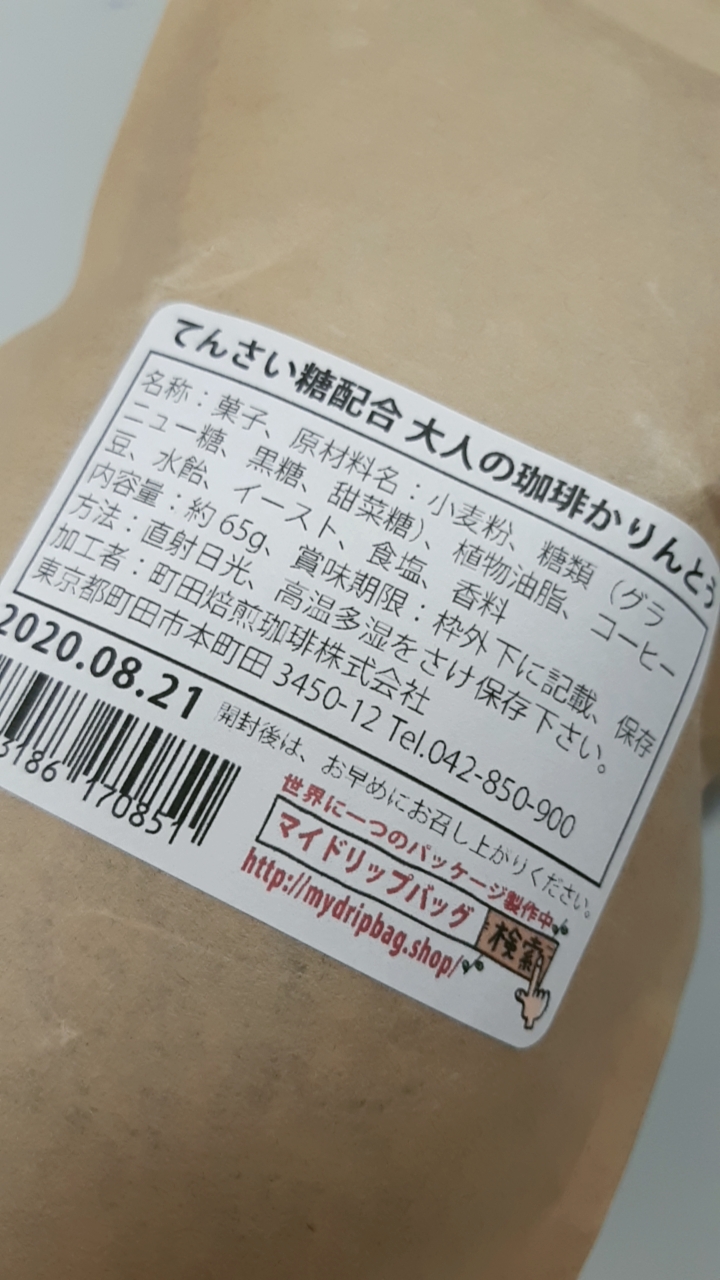 てんさい糖配合 大人の珈琲かりんとう
名称：菓子、原材料名：小麦粉、糖類（グラ
ニュー糖、黒糖、甜菜糖）、植物油脂、コーヒー
豆、水飴、イースト、食塩、香料
内容量：約 65g、賞味期限：枠外下に記載、保存
方法：直射日光、高温多湿をさけ保存下さい。
加工者：町田焙煎珈琲株式会社
東京都町田市本町田 3450-12 Tel.042-850-900
2020.08.21
開封後は、お早めにお召し上がりください。
3186 170851
世界に一つのパッケージ製作中
マイドリップバッグ 検索
http://mydripbag.shop/